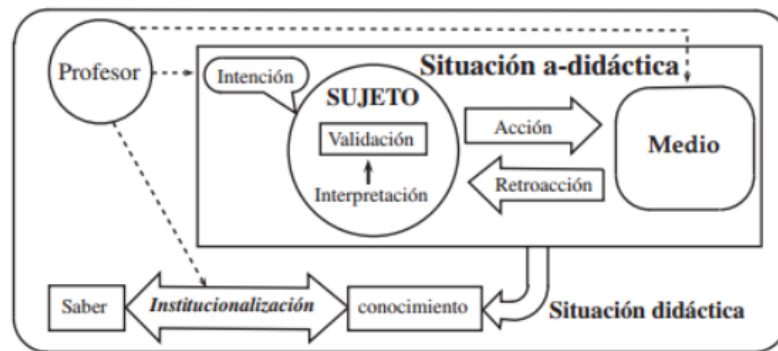 Profesor
Situación a-didáctica
Intención
SUJETO
Validación
Interpretación
Acción
Retroacción
Medio
Saber
Institucionalización
conocimiento
Situación didáctica